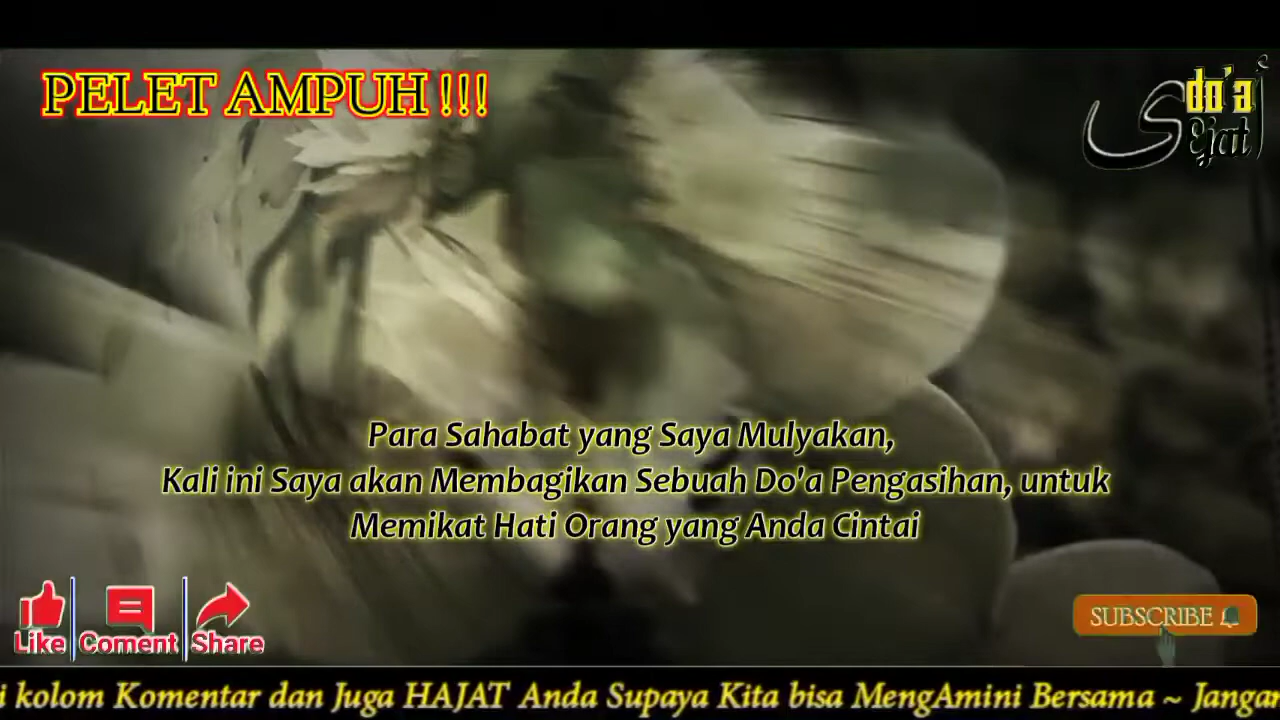 PELET AMPUH !!!
do'a
Sejati
Para Sahabat yang Saya Mulyakan,
Kali ini Saya akan Membagikan Sebuah Do'a Pengasihan, untuk
Memikat Hati Orang yang Anda Cintai
Like Coment Share
SUBSCRIBE
i kolom Komentar dan Juga HAJAT Anda Supaya Kita bisa MengAmini Bersama ~ Jangan